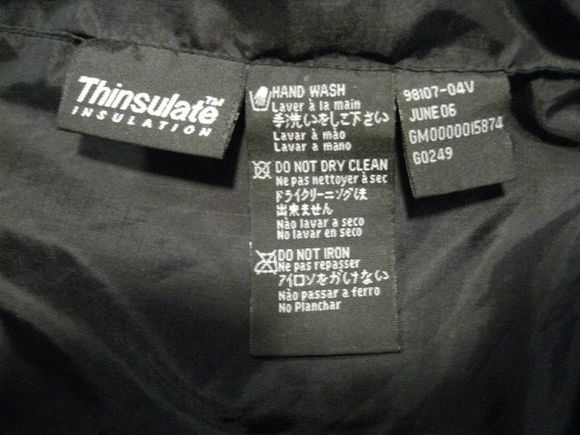 Thinsulate™
INSULATION
HAND WASH
Laver à la main
手洗いをして下さい
Lavar à mão
Lavar a mano
DO NOT DRY CLEAN
Ne pas nettoyer à sec
ドライクリーニングは
出来ません
Não lavar a seco
No lavar en seco
DO NOT IRON
Ne pas repasser
アイロンをかけない
Não passar a ferro
No Planchar
98107-04V
JUNE 06
GM0000015874
G0249